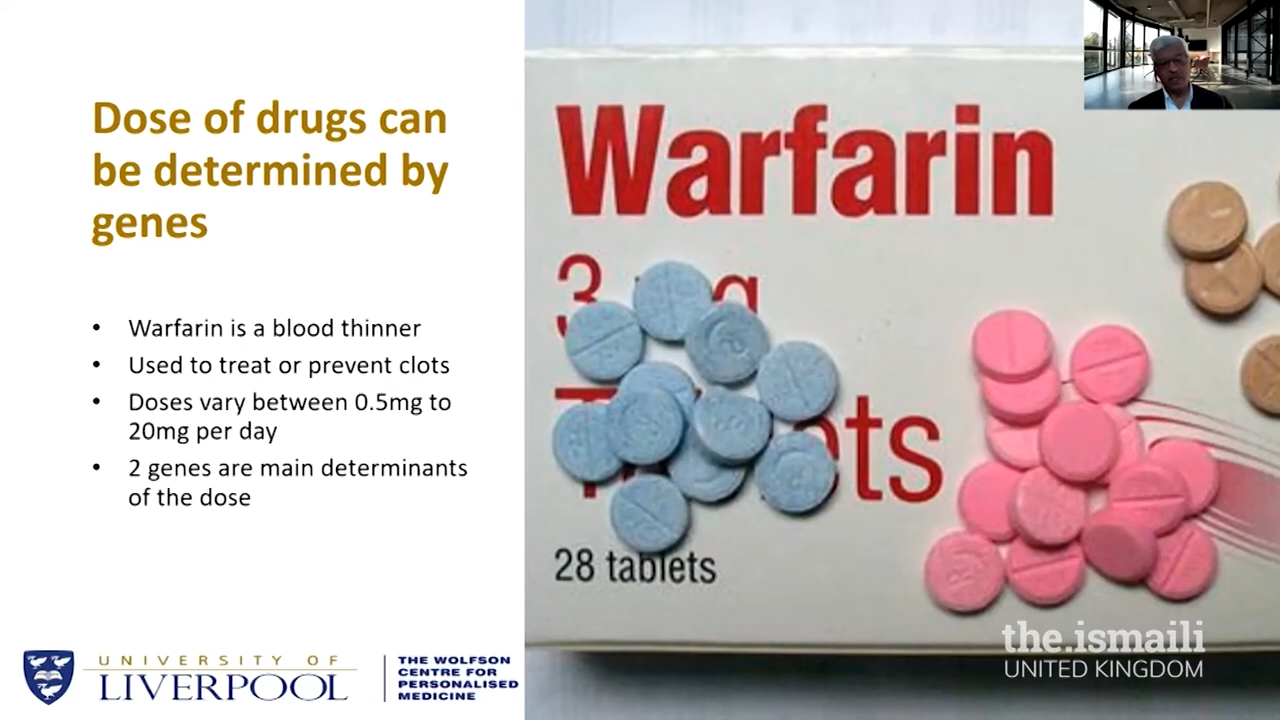 Dose of drugs can
be determined by
genes
• Warfarin is a blood thinner
• Used to treat or prevent clots
• Doses vary between 0.5mg to
20mg per day
• 2 genes are main determinants
of the dose
UNIVERSITY OF
LIVERPOOL
THE WOLFSON
CENTRE FOR
PERSONALISED
MEDICINE
Warfarin
3
28 tablets
the.ismaili
UNITED KINGDOM